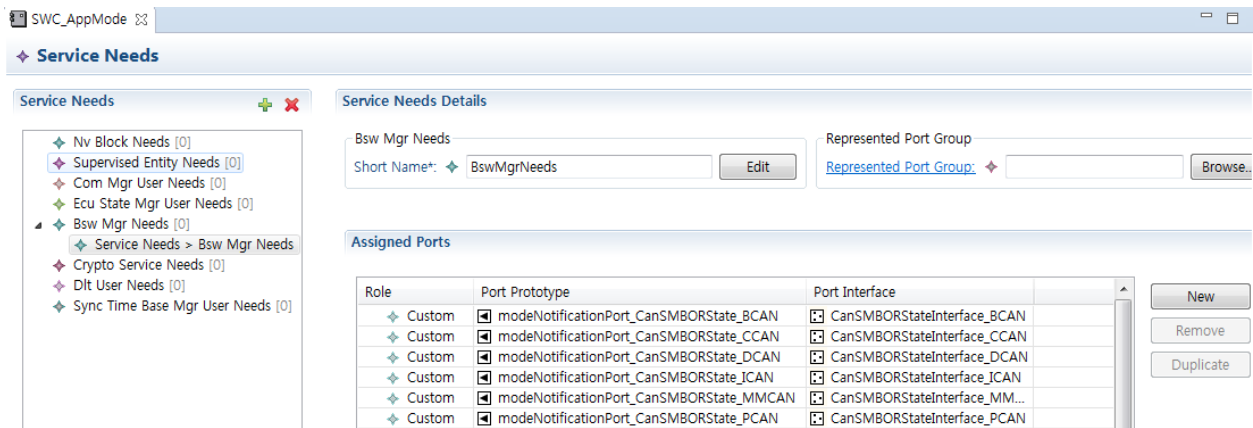 SWC_AppMode
Service Needs
Service Needs
Nv Block Needs [0]
Supervised Entity Needs [0]
Com Mgr User Needs [0]
Ecu State Mgr User Needs [0]
Bsw Mgr Needs [0]
Service Needs > Bsw Mgr Needs
Crypto Service Needs [0]
Dlt User Needs [0]
Sync Time Base Mgr User Needs [0]
Service Needs Details
Bsw Mgr Needs
Short Name*: BswMgrNeeds Edit
Represented Port Group
Represented Port Group: Browse..
Assigned Ports
Role Port Prototype Port Interface
Custom modeNotificationPort_CanSMBORState_BCAN CanSMBORStateInterface_BCAN
Custom modeNotificationPort_CanSMBORState_CCAN CanSMBORStateInterface_CCAN
Custom modeNotificationPort_CanSMBORState_DCAN CanSMBORStateInterface_DCAN
Custom modeNotificationPort_CanSMBORState_ICAN CanSMBORStateInterface_ICAN
Custom modeNotificationPort_CanSMBORState_MMCAN CanSMBORStateInterface_MM...
Custom modeNotificationPort_CanSMBORState_PCAN CanSMBORStateInterface_PCAN
New
Remove
Duplicate